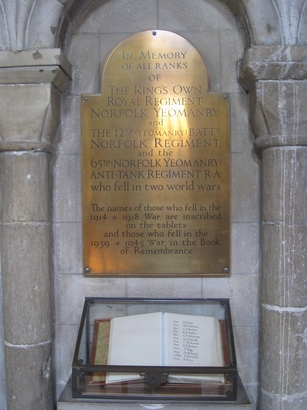 IN MEMORY
OF ALL RANKS
OF
THE KING'S OWN
ROYAL REGIMENT
NORFOLK YEOMANRY
and
THE 12TH YEOMANRY BATTN
NORFOLK REGIMENT
and the
65TH NORFOLK YEOMANRY
ANTI-TANK REGIMENT R·A
who fell in two world wars
The names of those who fell in the
1914 + 1918 War, are inscribed
on the tablets
and those who fell in the
1939 + 1945 War, in the Book
of Remembrance